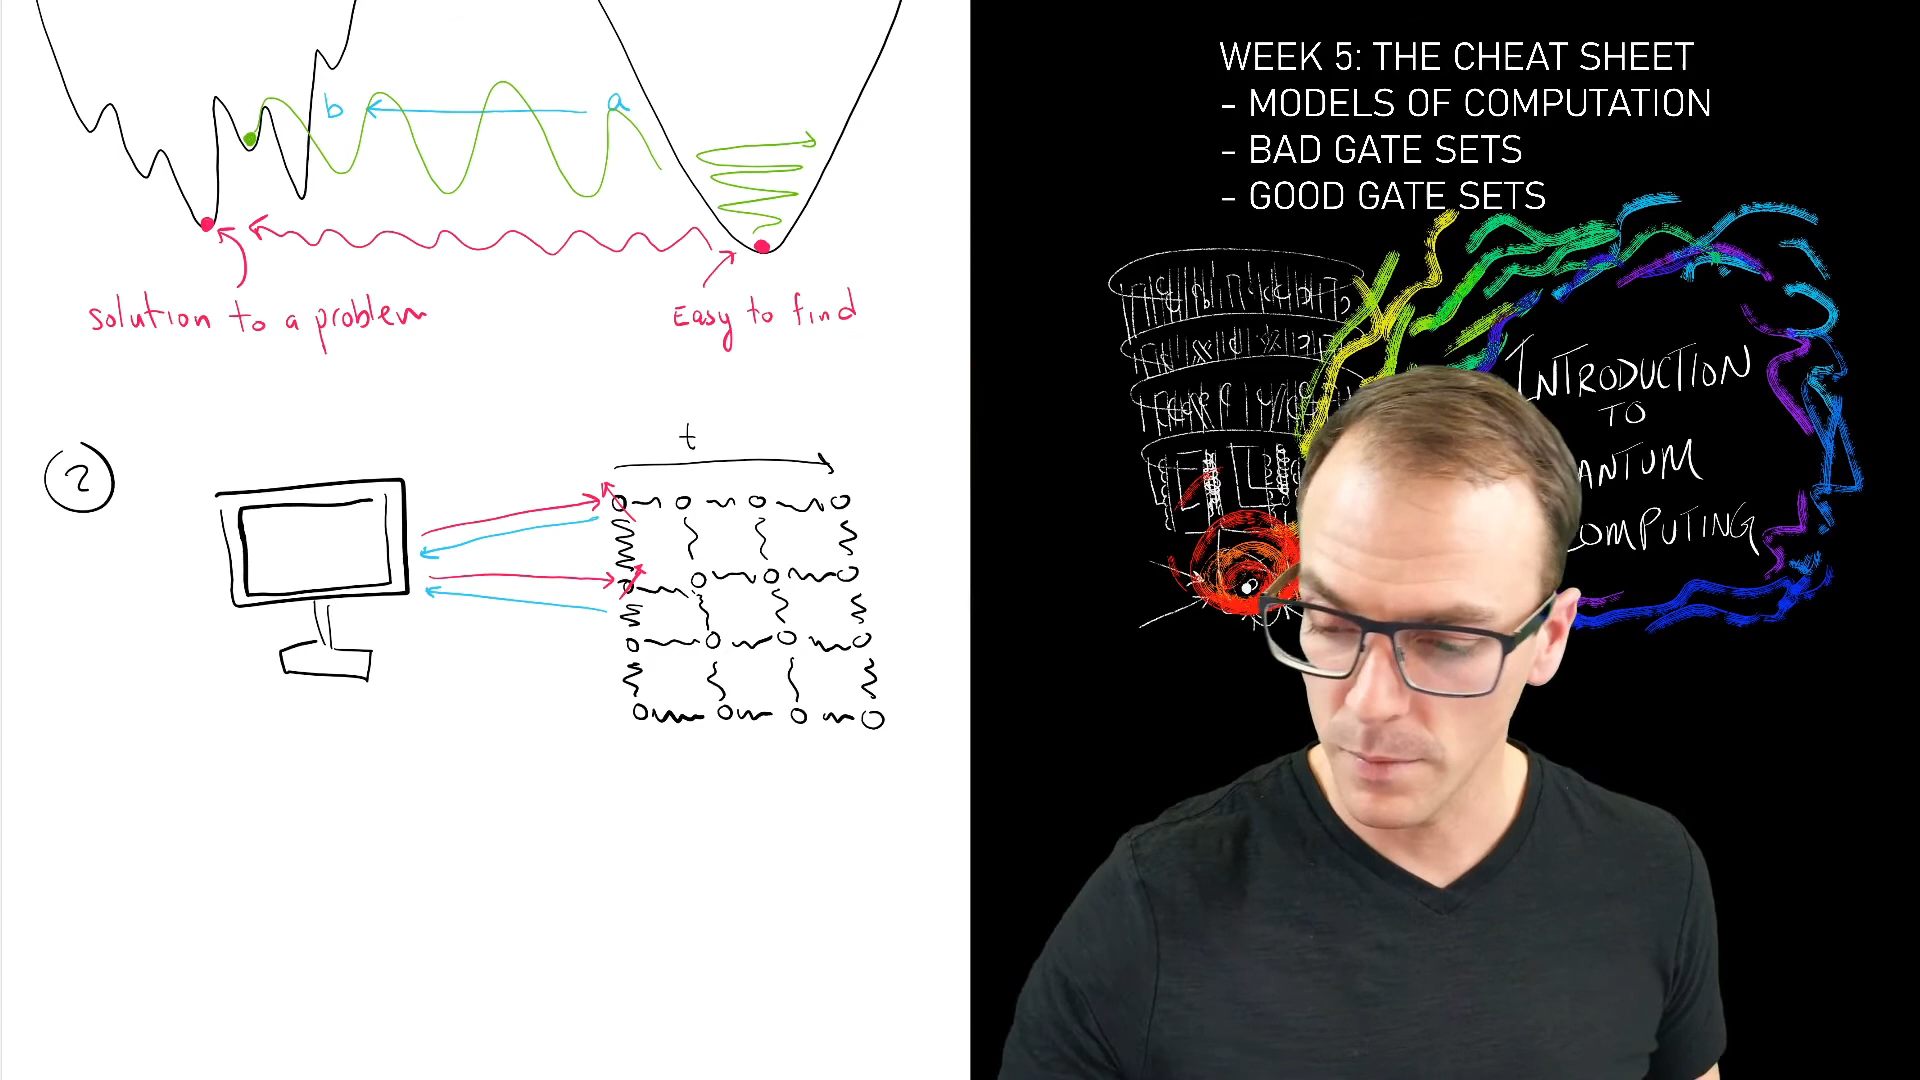 b
a
solution to a problem
Easy to find
2
t
WEEK 5: THE CHEAT SHEET
- MODELS OF COMPUTATION
- BAD GATE SETS
- GOOD GATE SETS
INTRODUCTION
TO
ANTUM
OMPUTING